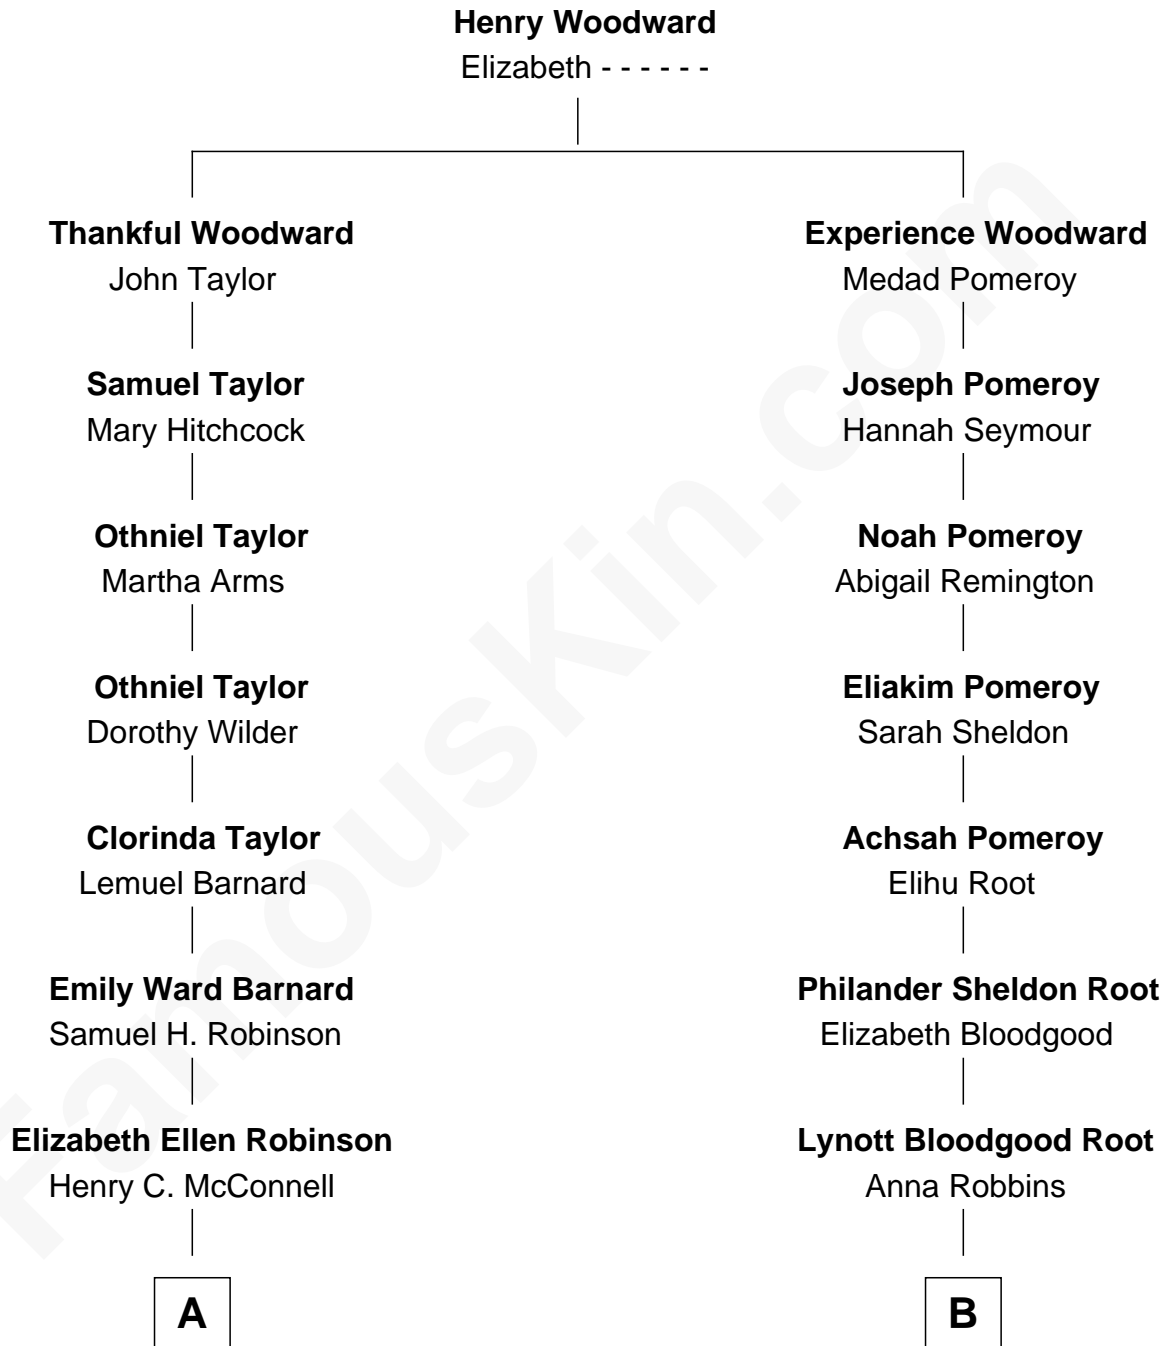 Henry Woodward
Elizabeth - - - - - -
Thankful Woodward
John Taylor
Experience Woodward
Medad Pomeroy
Samuel Taylor
Mary Hitchcock
Joseph Pomeroy
Hannah Seymour
Othniel Taylor
Martha Arms
Noah Pomeroy
Abigail Remington
Othniel Taylor
Dorothy Wilder
Eliakim Pomeroy
Sarah Sheldon
Clorinda Taylor
Lemuel Barnard
Achsah Pomeroy
Elihu Root
Emily Ward Barnard
Samuel H. Robinson
Philander Sheldon Root
Elizabeth Bloodgood
Elizabeth Ellen Robinson
Henry C. McConnell
Lynott Bloodgood Root
Anna Robbins
A
B
FamousKin.com